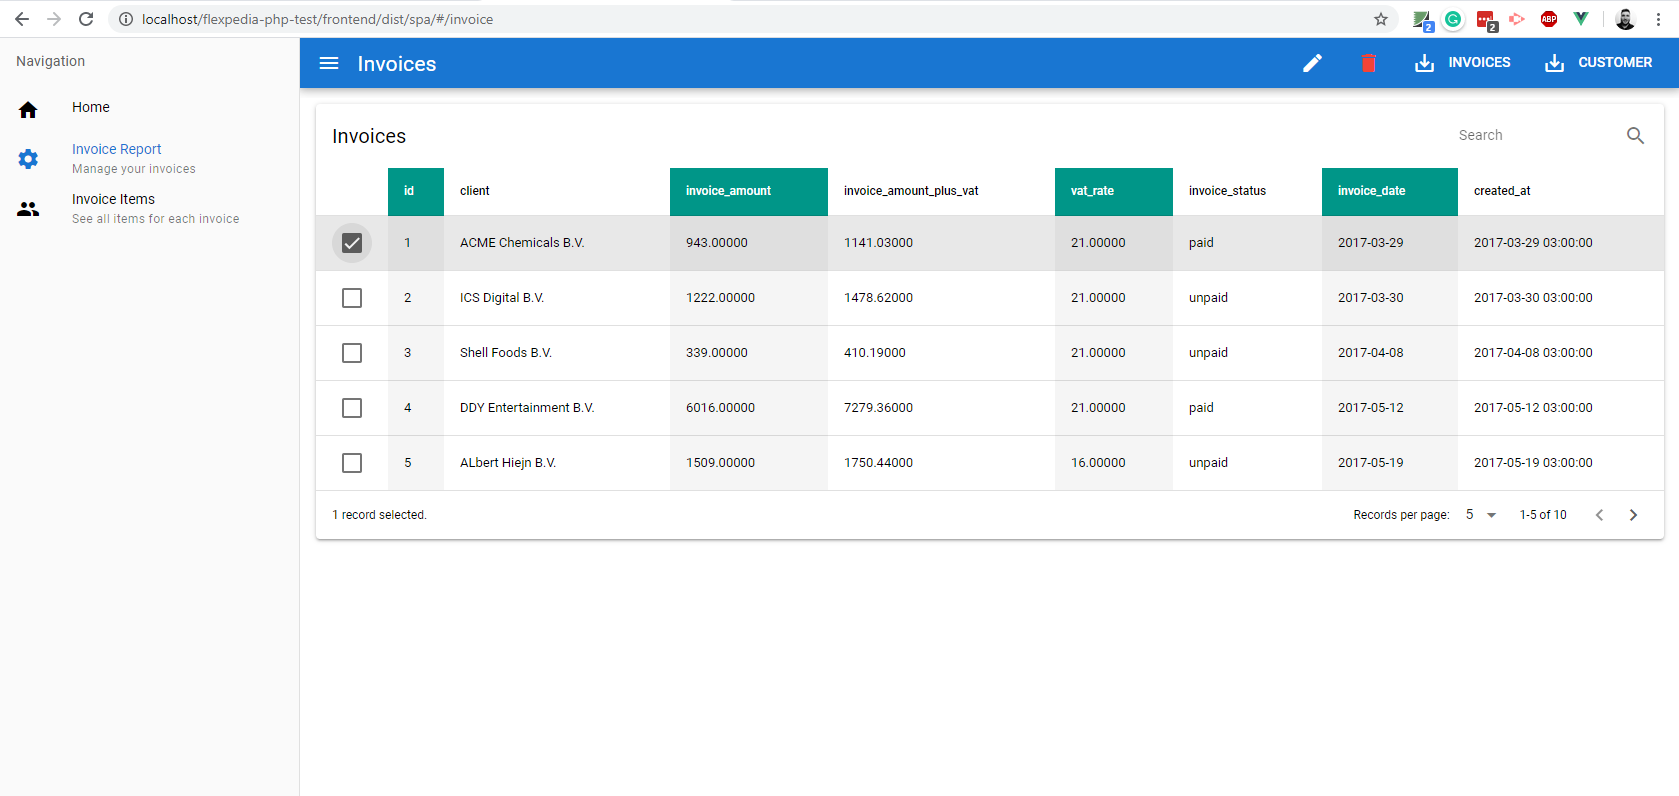 localhost/flexpedia-php-test/frontend/dist/spa/#/invoice
2
2
ABP
Navigation
Invoices
INVOICES
CUSTOMER
Home
Invoice Report
Manage your invoices
Invoice Items
See all items for each invoice
Invoices
Search
id client invoice_amount invoice_amount_plus_vat vat_rate invoice_status invoice_date created_at
1 ACME Chemicals B.V. 943.00000 1141.03000 21.00000 paid 2017-03-29 2017-03-29 03:00:00
2 ICS Digital B.V. 1222.00000 1478.62000 21.00000 unpaid 2017-03-30 2017-03-30 03:00:00
3 Shell Foods B.V. 339.00000 410.19000 21.00000 unpaid 2017-04-08 2017-04-08 03:00:00
4 DDY Entertainment B.V. 6016.00000 7279.36000 21.00000 paid 2017-05-12 2017-05-12 03:00:00
5 ALbert Hiejn B.V. 1509.00000 1750.44000 16.00000 unpaid 2017-05-19 2017-05-19 03:00:00
1 record selected.
Records per page: 5 1-5 of 10